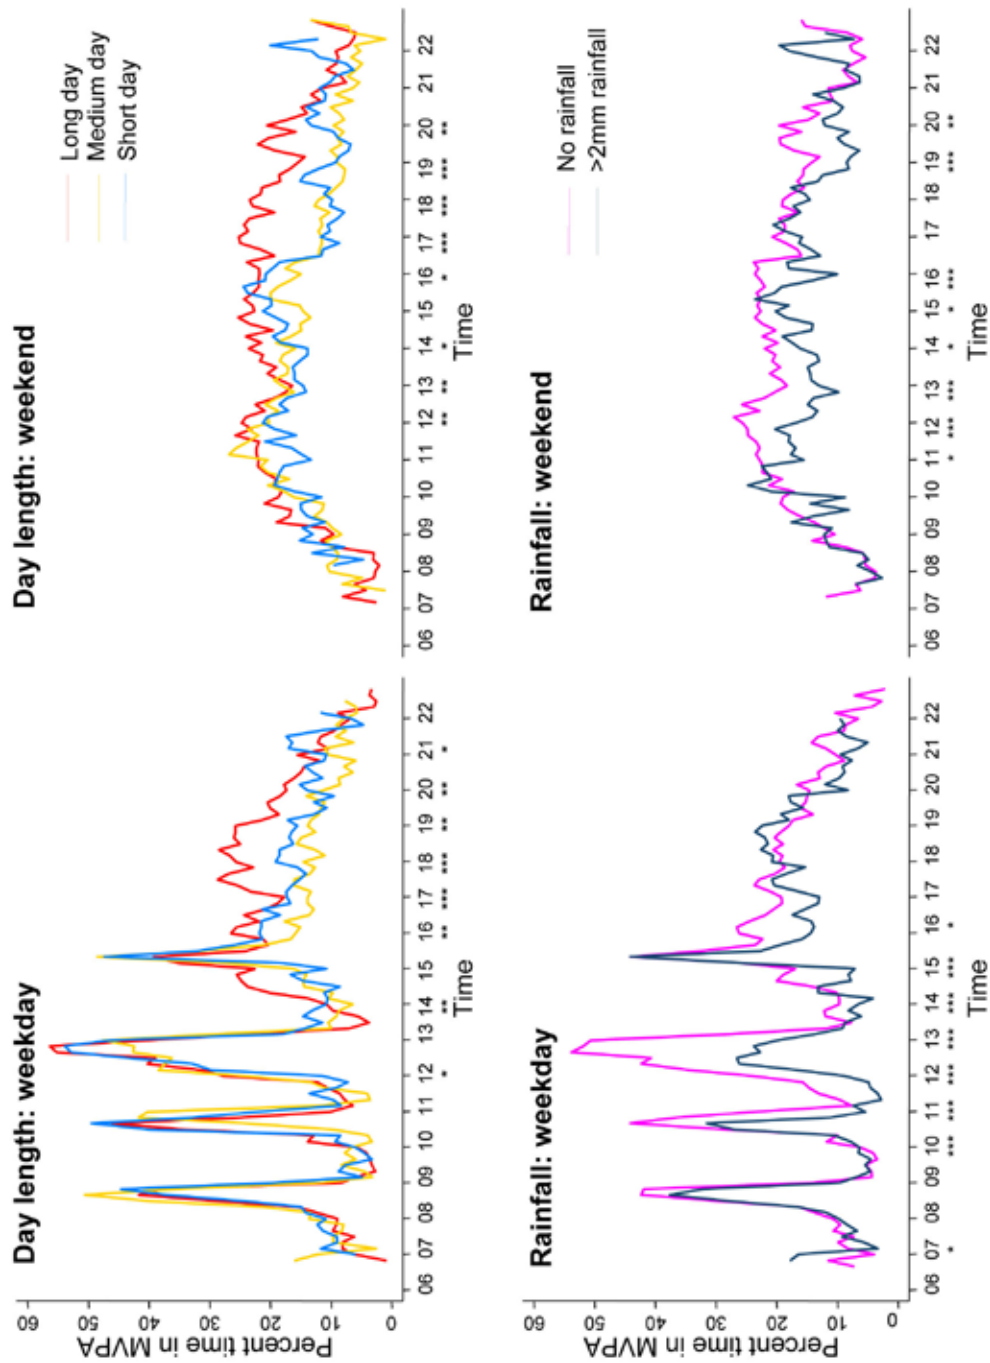 Day length: weekday
Percent time in MVPA
60
50
40
30
20
10
0
06 07 08 09 10 11 12 13 14 15 16 17 18 19 20 21 22
* ** ** *** *** ** ** *
Time
Day length: weekend
Long day
Medium day
Short day
06 07 08 09 10 11 12 13 14 15 16 17 18 19 20 21 22
** ** * * *** *** *** **
Time
Rainfall: weekday
Percent time in MVPA
60
50
40
30
20
10
0
06 07 08 09 10 11 12 13 14 15 16 17 18 19 20 21 22
* *** *** *** *** *** *** *
Time
Rainfall: weekend
No rainfall
>2mm rainfall
06 07 08 09 10 11 12 13 14 15 16 17 18 19 20 21 22
* *** *** * * *** *** **
Time